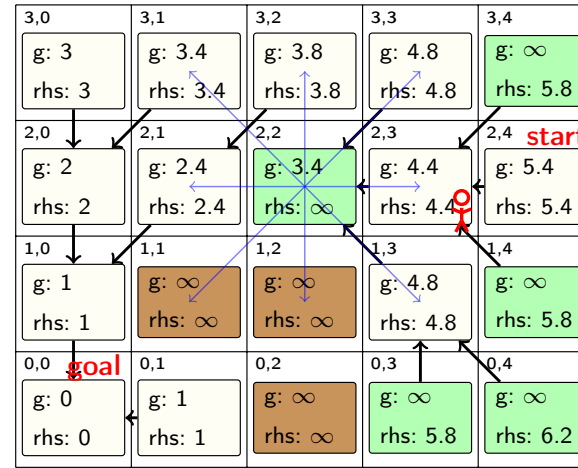 3,0 3,1 3,2 3,3 3,4
g: 3 g: 3.4 g: 3.8 g: 4.8 g: ∞
rhs: 3 rhs: 3.4 rhs: 3.8 rhs: 4.8 rhs: 5.8
2,0 2,1 2,2 2,3 2,4
start
g: 2 g: 2.4 g: 3.4 g: 4.4 g: 5.4
rhs: 2 rhs: 2.4 rhs: ∞ rhs: 4.4 rhs: 5.4
1,0 1,1 1,2 1,3 1,4
g: 1 g: ∞ g: ∞ g: 4.8 g: ∞
rhs: 1 rhs: ∞ rhs: ∞ rhs: 4.8 rhs: 5.8
0,0 0,1 0,2 0,3 0,4
goal
g: 0 g: 1 g: ∞ g: ∞ g: ∞
rhs: 0 rhs: 1 rhs: ∞ rhs: 5.8 rhs: 6.2